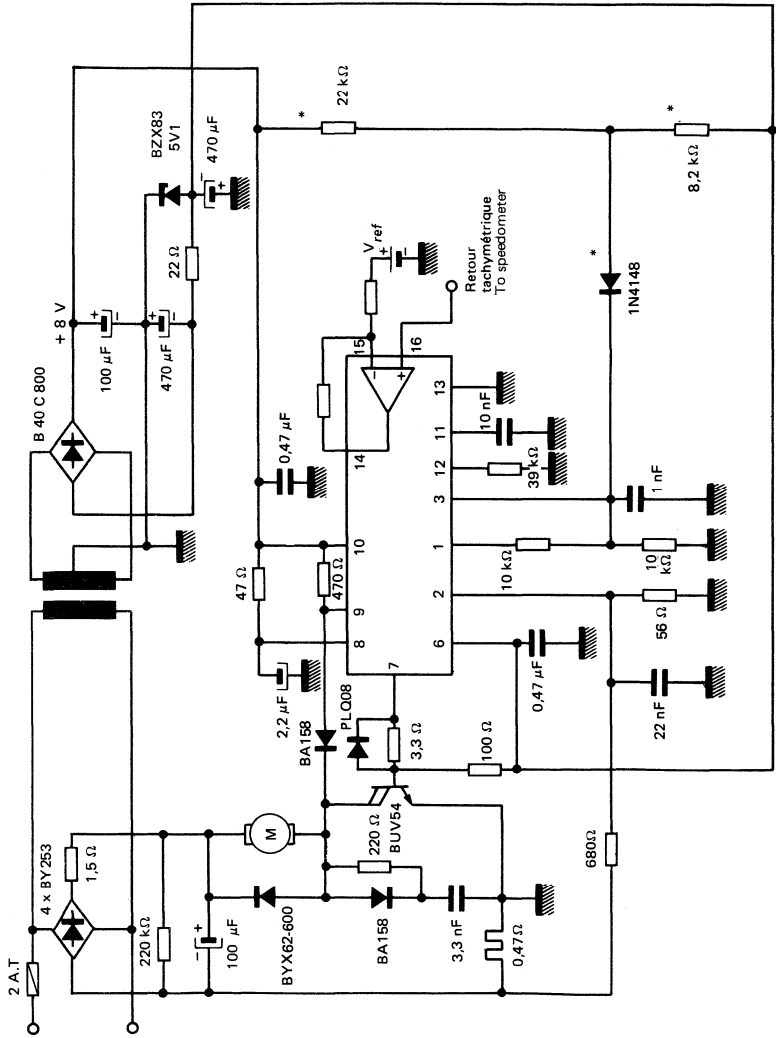 2 A.T
4 x BY253
1,5 Ω
220 kΩ
− +
100 µF
BYX62-600
M
BA158
220 Ω
3,3 nF
0,47Ω
BUV54
680Ω
B 40 C 800
+ 8 V
100 µF
+
−
470 µF
+
−
22 Ω
BZX83
5V1
470 µF
−
+
47 Ω
2,2 µF
0,47 µF
470 Ω
BA158
PLQ08
3,3 Ω
100 Ω
8
9
10
14
15
16
7
6
2
1
3
12
11
13
−
+
Vref
+
−
Retour
tachymétrique
To speedometer
0,47 µF
22 nF
56 Ω
10 kΩ
10
kΩ
1 nF
39 kΩ
10 nF
*
22 kΩ
*
1N4148
*
8,2 kΩ